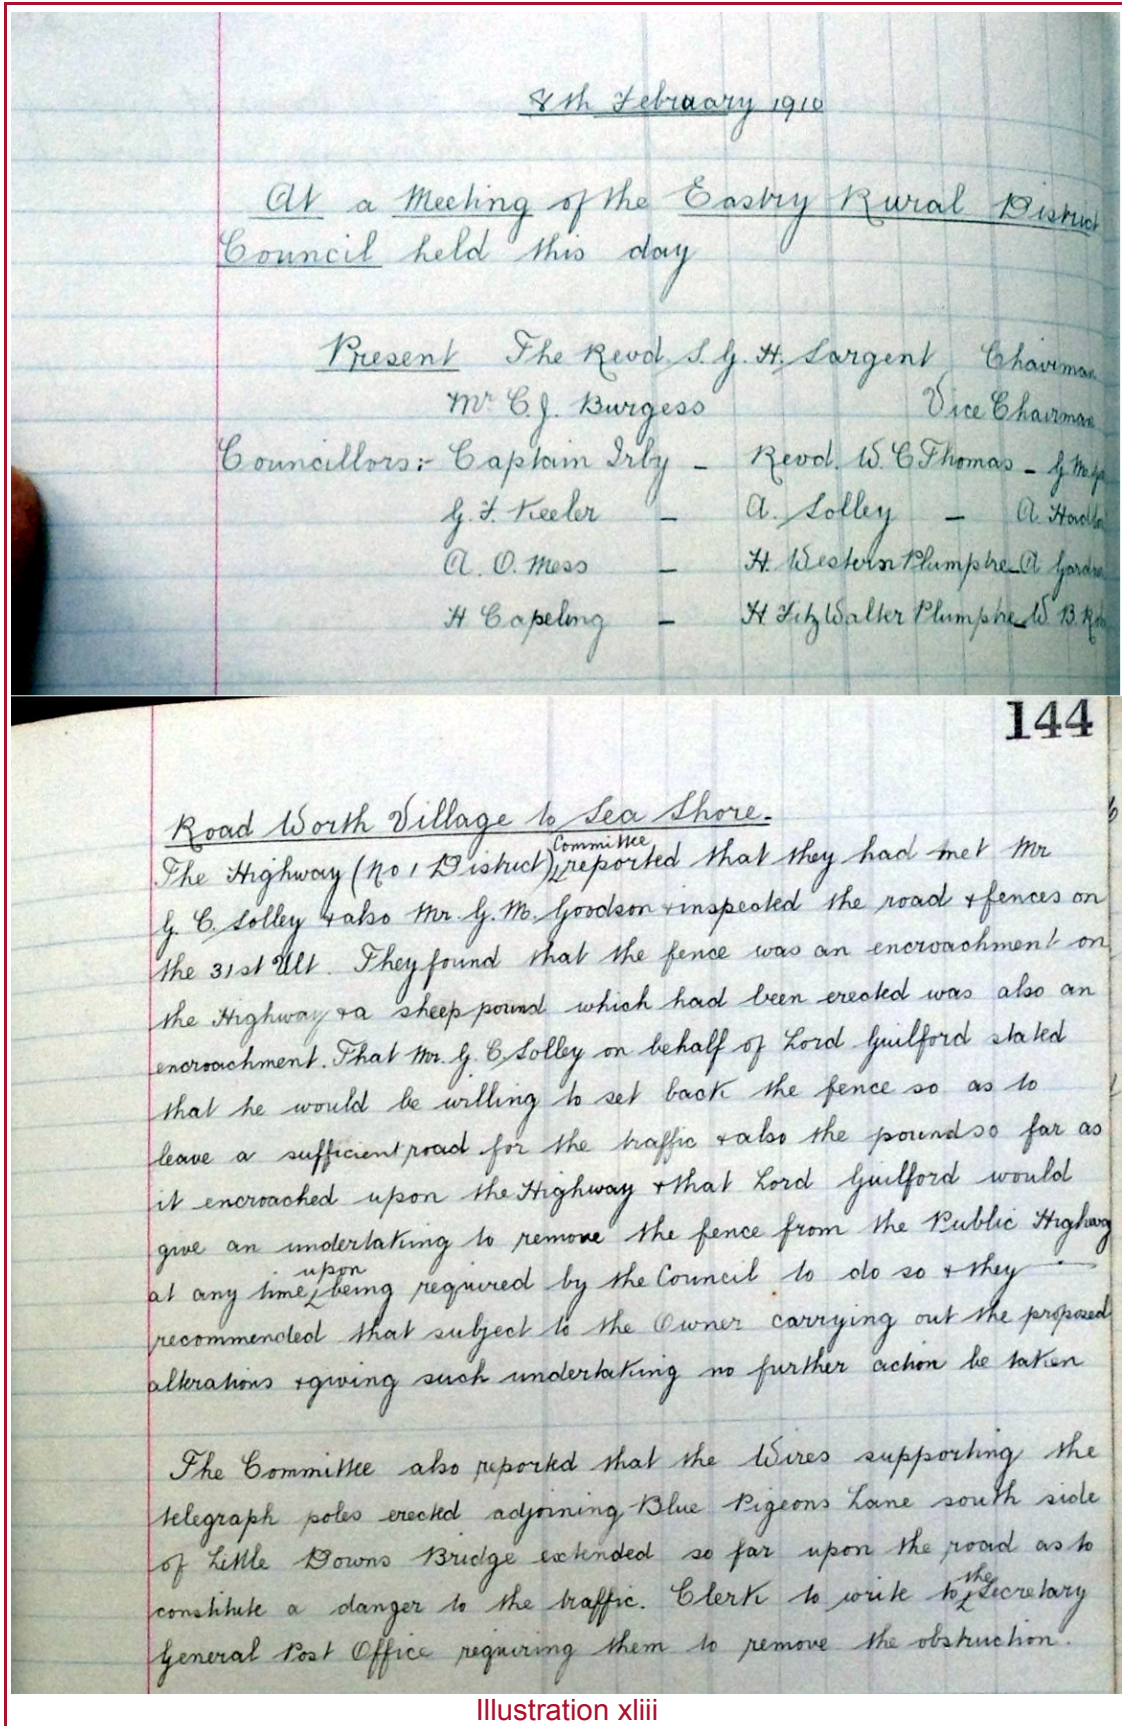 8th February 1910
At a Meeting of the Eastry Rural District
Council held this day
Present The Revd. S. G. H. Sargent Chairman
Mr C. J. Burgess Vice Chairman
Councillors:- Captain Irby - Revd. W. C Thomas - G M
G. F. Keeler - A. Solley - A.
A. O. Mess - H. Western Plumptre - A
H Capeling - H FitzWalter Plumptre - W. B.
144
Road Worth Village to Sea Shore.
The Highway (No 1 District) Committee reported that they had met Mr
G. C. Solley & also Mr. G. M. Goodson & inspected the road & fences on
the 31st Ult. They found that the fence was an encroachment on
the Highway & a sheep pound which had been erected was also an
encroachment. That Mr. G. C. Solley on behalf of Lord Guilford stated
that he would be willing to set back the fence so as to
leave a sufficient road for the traffic & also the pound so far as
it encroached upon the Highway & that Lord Guilford would
give an undertaking to remove the fence from the Public Highway
at any time upon being required by the Council to do so & they
recommended that subject to the Owner carrying out the proposed
alterations & giving such undertaking no further action be taken
The Committee also reported that the Wires supporting the
telegraph poles erected adjoining Blue Pigeons Lane south side
of Little Downs Bridge extended so far upon the road as to
constitute a danger to the traffic. Clerk to write to the Secretary
General Post Office requiring them to remove the obstruction.
Illustration xliii